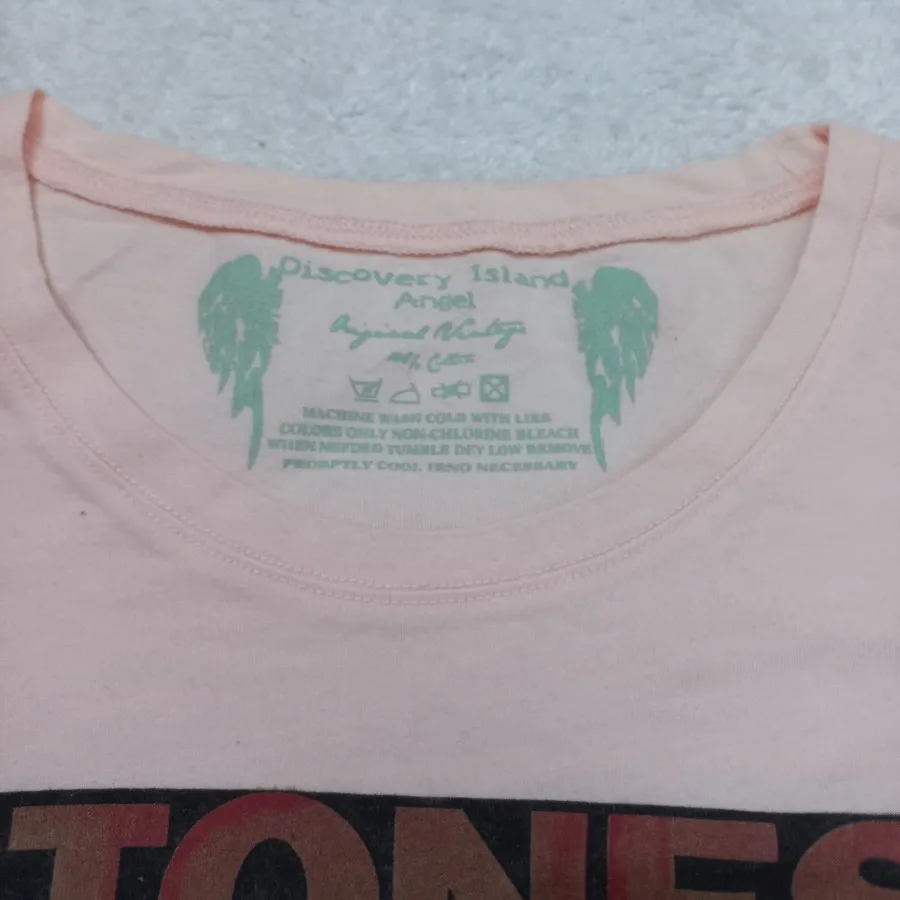 Discovery Island
Angel
Original Vintage
100% Cotton
MACHINE WASH COLD WITH LIKE
COLORS ONLY NON-CHLORINE BLEACH
WHEN NEEDED TUMBLE DEY LOW REMOVE
PROMPTLY COOL IRNO NECESSARY
TONES